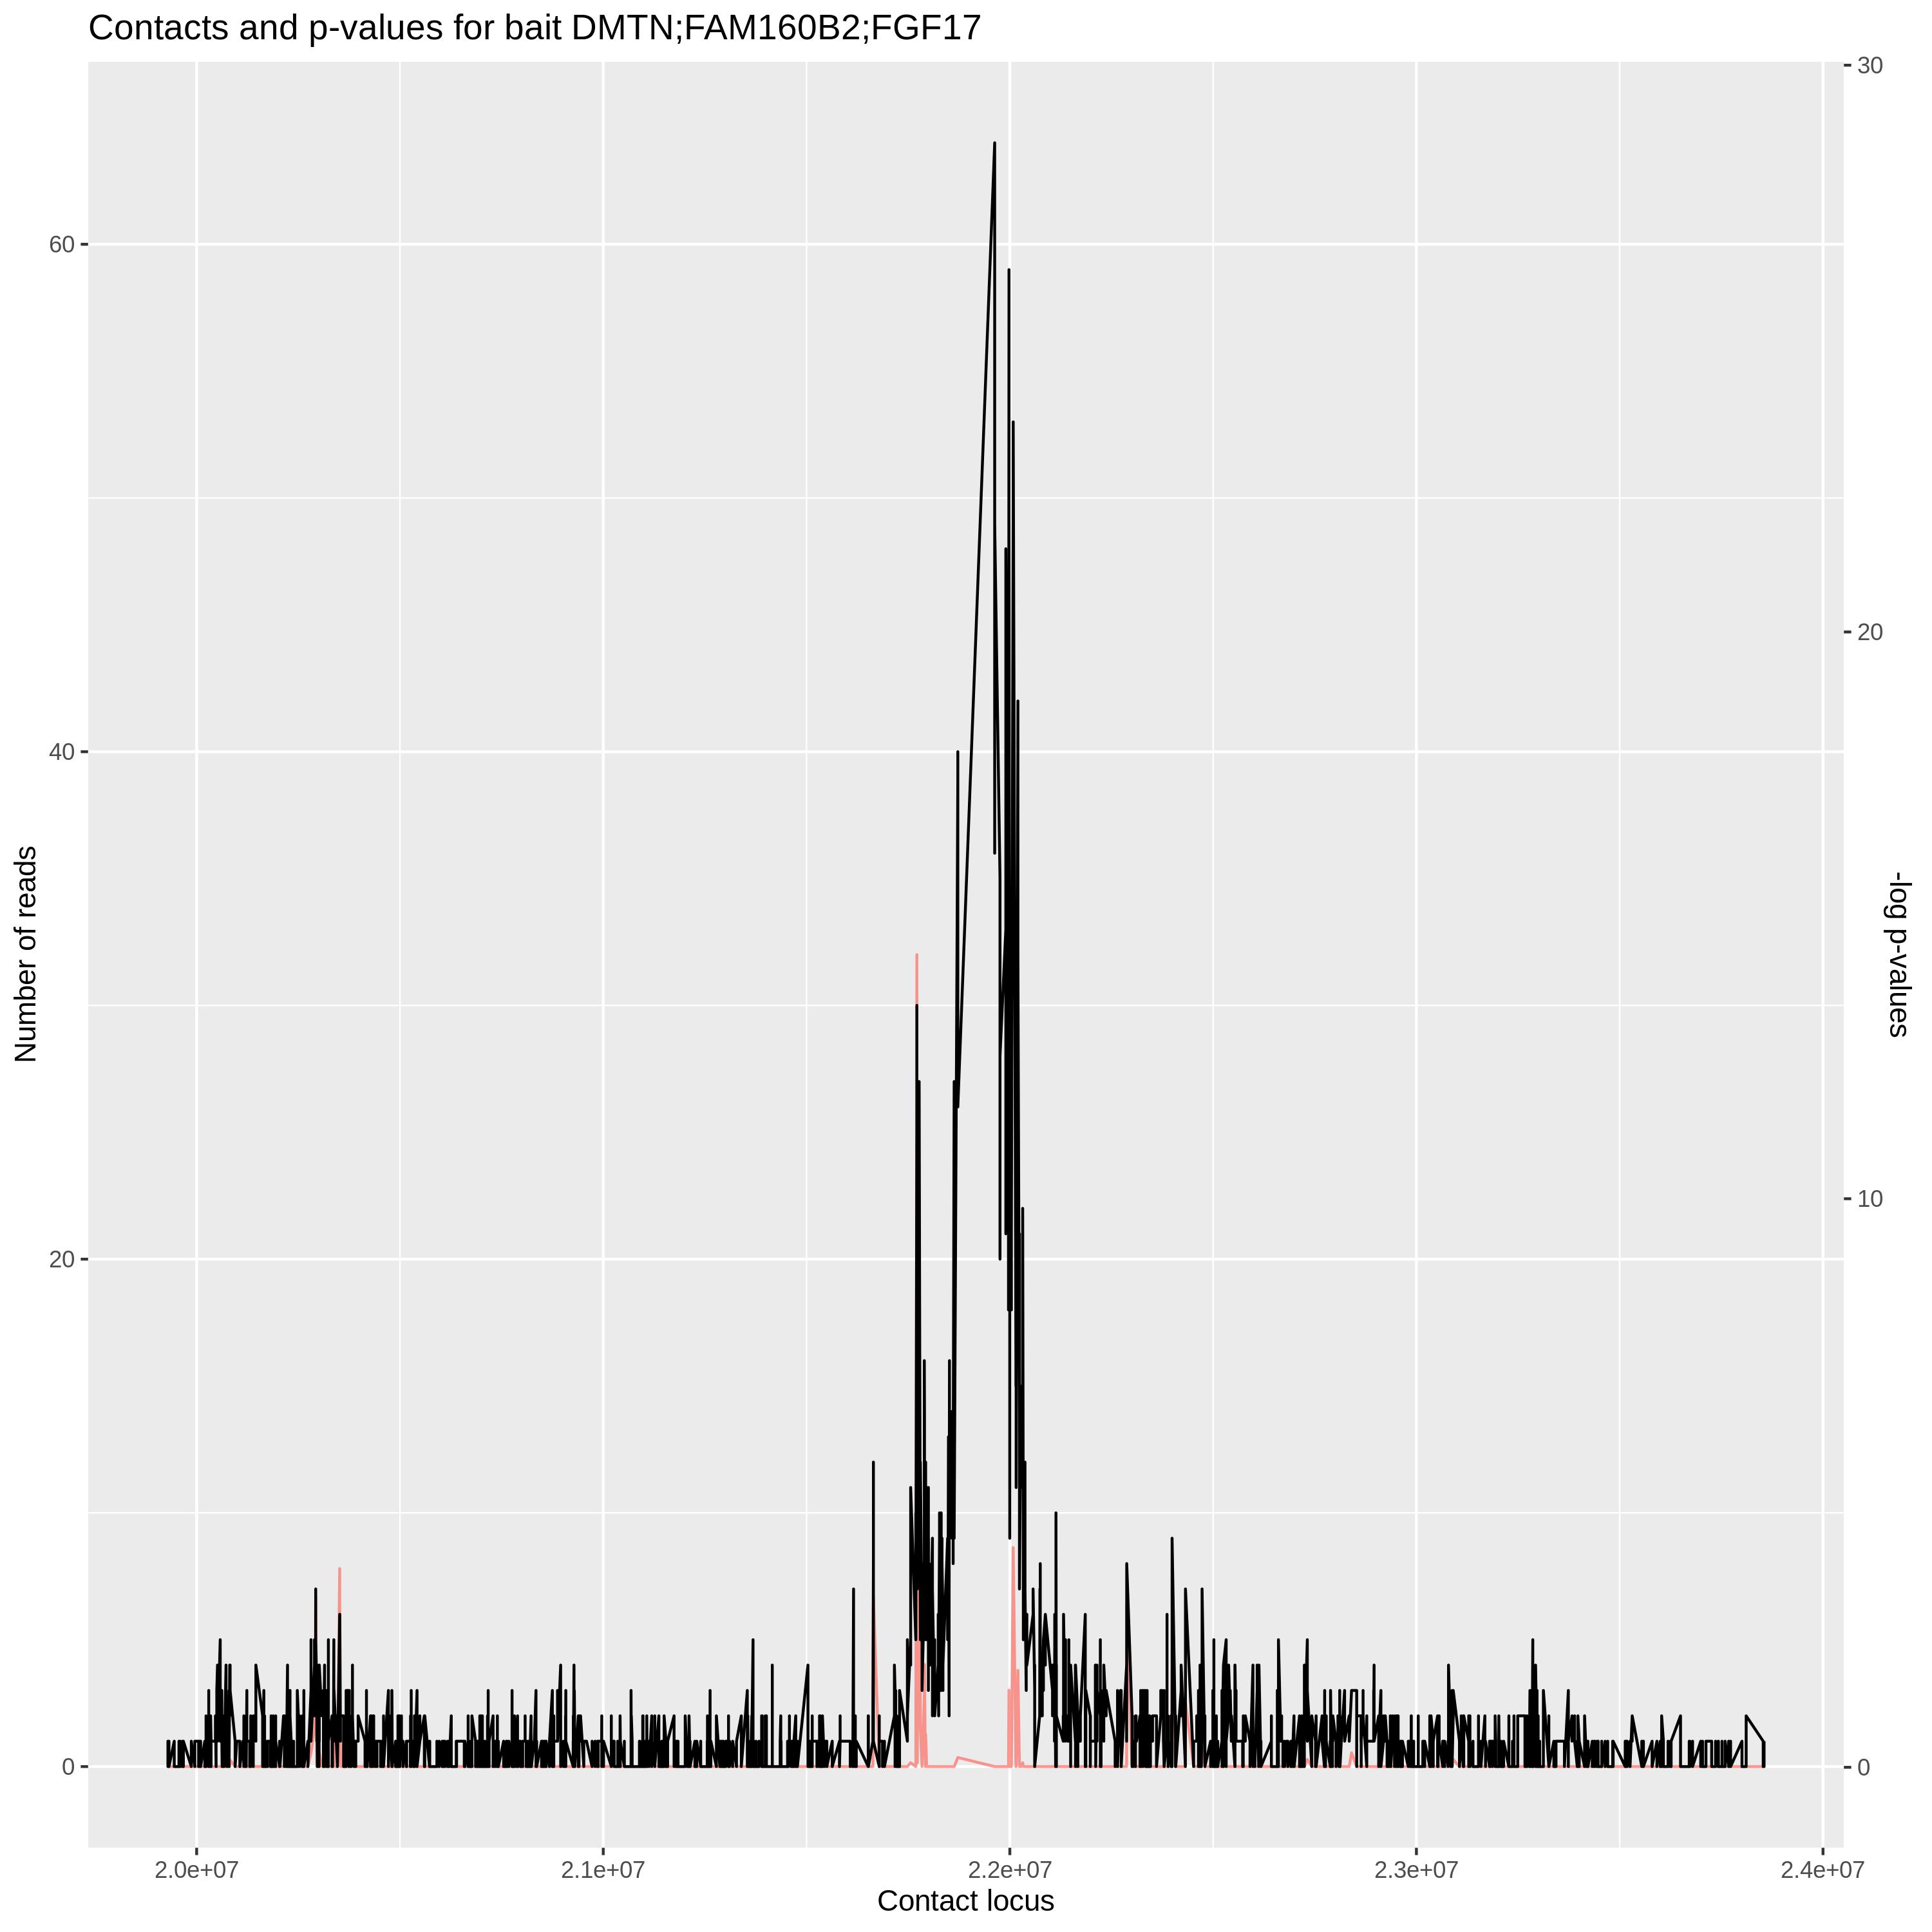 Contacts and p-values for bait DMTN;FAM160B2;FGF17
30
60
20
40
Number of reads
-log p-values
10
20
0
0
2.0e+07
2.1e+07
2.2e+07
2.3e+07
2.4e+07
Contact locus